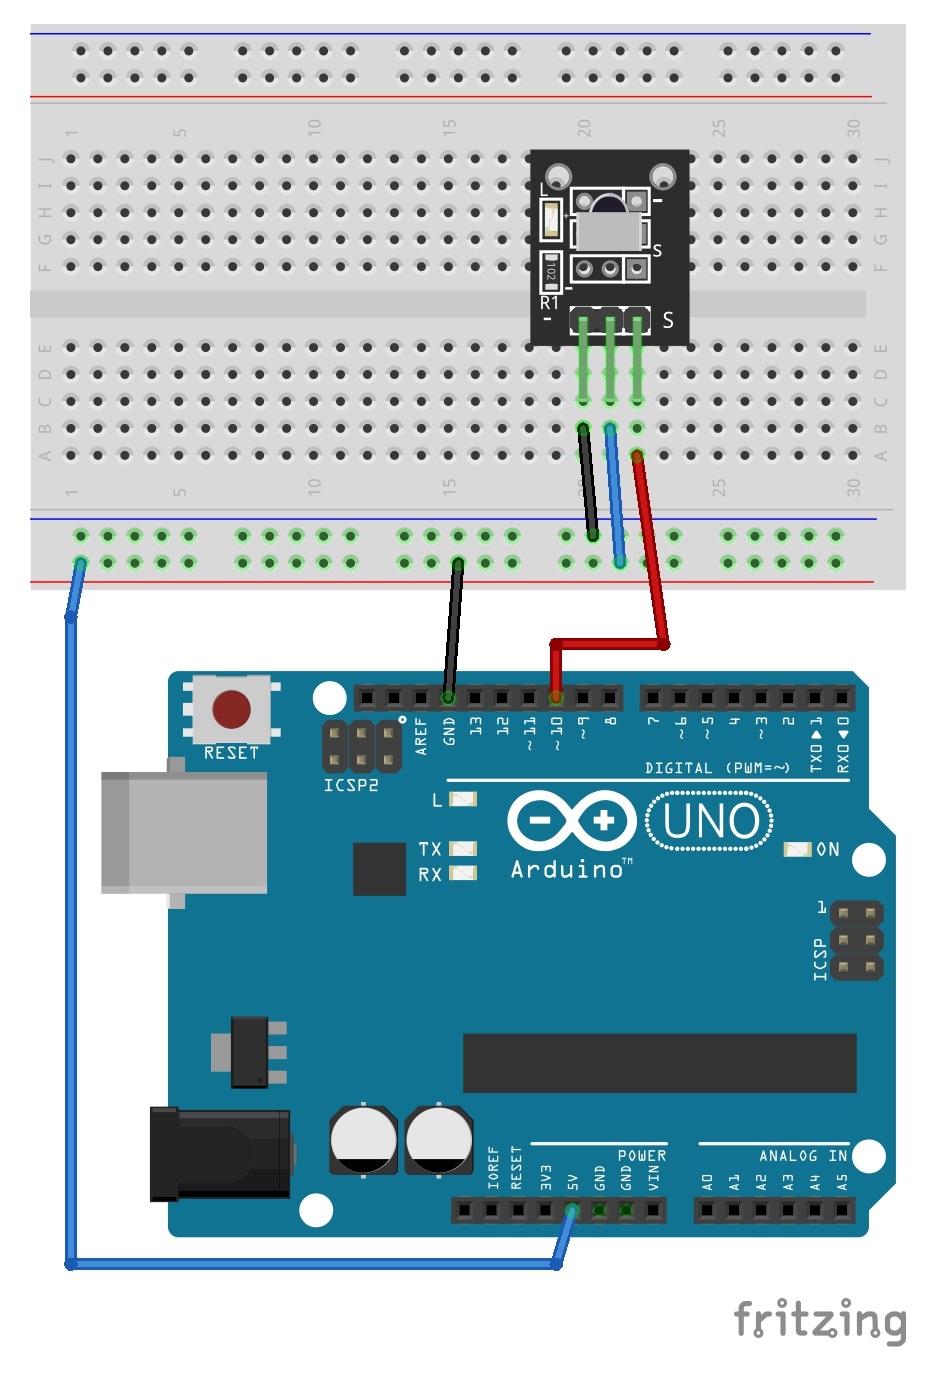 1 5 10 15 20 25 30
J J
I I
H H
G G
F F
L
-
+
S
102
R1 -
- S
E E
D D
C C
B B
A A
1 5 10 15 20 25 30
RESET
ICSP2
AREF GND 13 12 ~11 ~10 ~9 8 7 ~6 ~5 4 ~3 2 TX0▶1 RX0◀0
DIGITAL (PWM=~)
L
TX
RX
UNO
Arduino™
ON
1
ICSP
POWER ANALOG IN
IOREF RESET 3V3 5V GND GND VIN A0 A1 A2 A3 A4 A5
fritzing